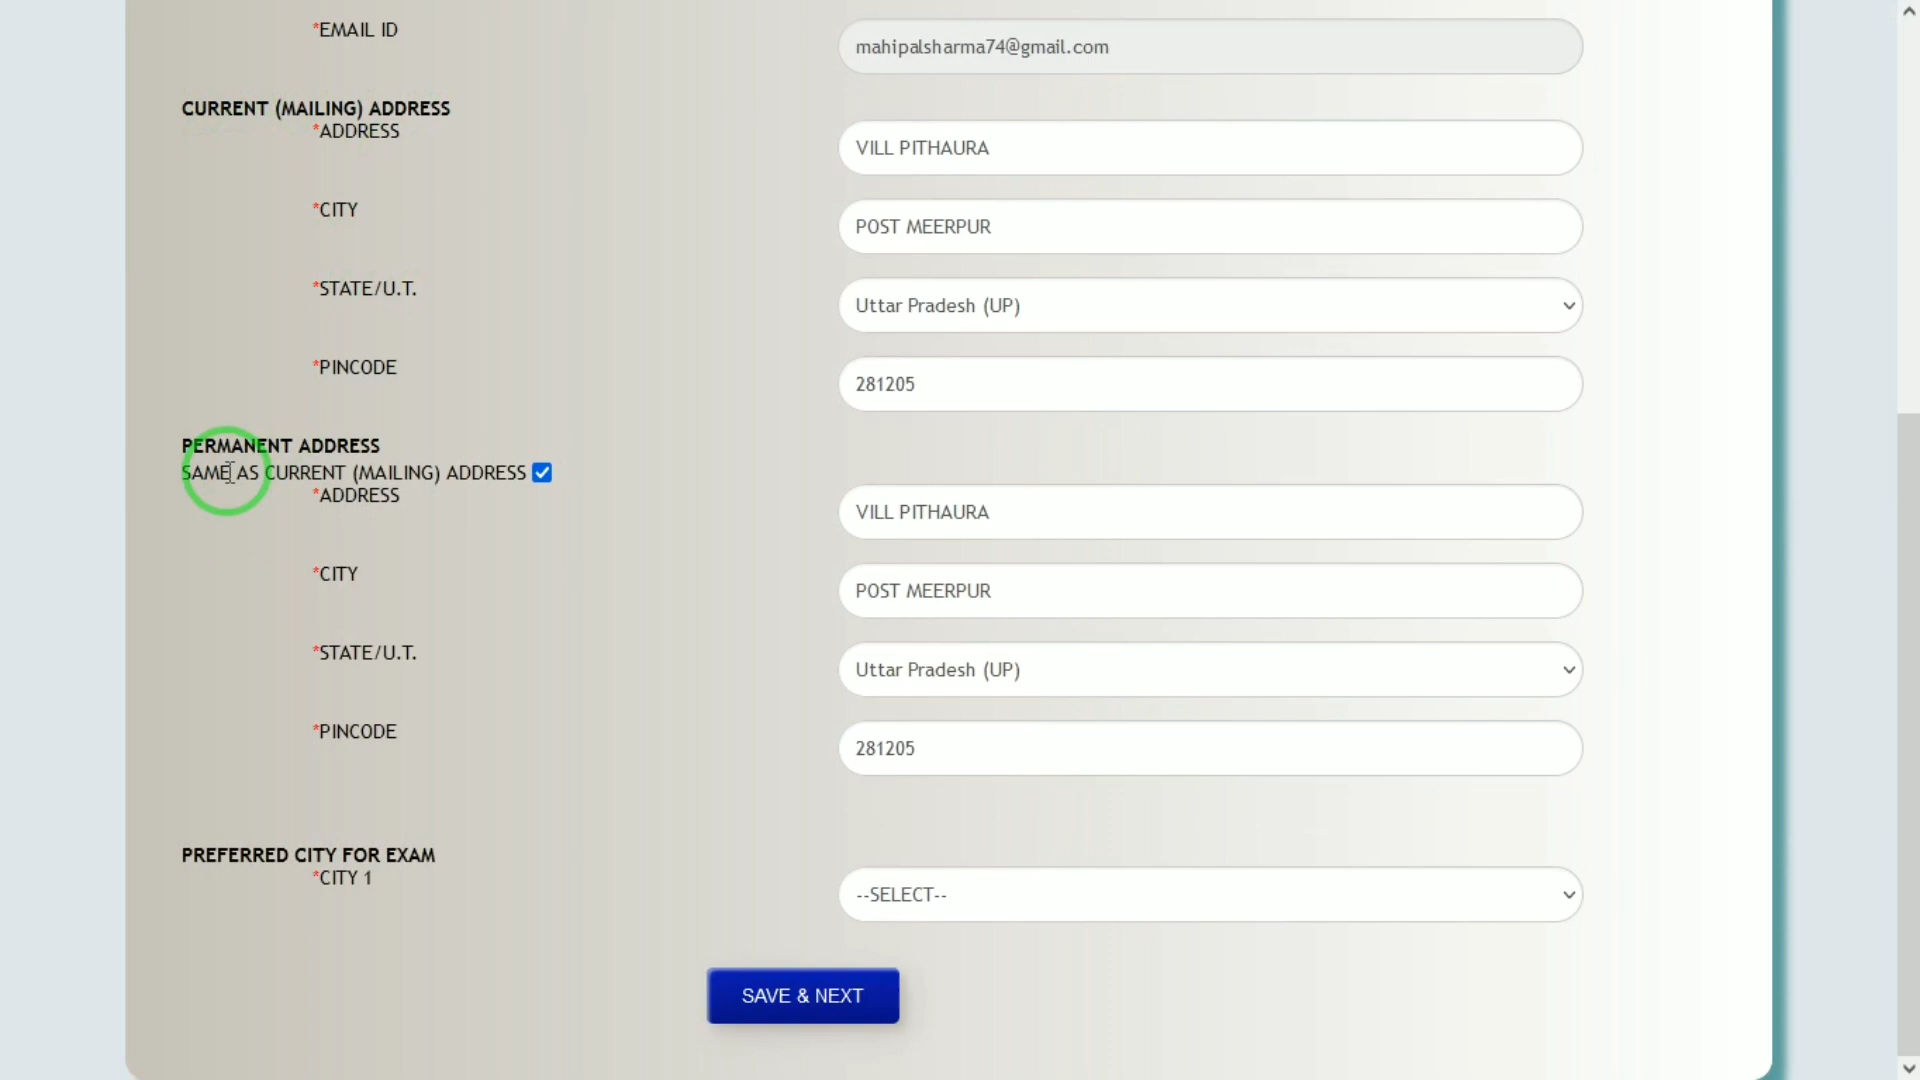 *EMAIL ID
mahipalsharma74@gmail.com
CURRENT (MAILING) ADDRESS
*ADDRESS
VILL PITHAURA
*CITY
POST MEERPUR
*STATE/U.T.
Uttar Pradesh (UP)
*PINCODE
281205
PERMANENT ADDRESS
SAME AS CURRENT (MAILING) ADDRESS
*ADDRESS
VILL PITHAURA
*CITY
POST MEERPUR
*STATE/U.T.
Uttar Pradesh (UP)
*PINCODE
281205
PREFERRED CITY FOR EXAM
*CITY 1
--SELECT--
SAVE & NEXT